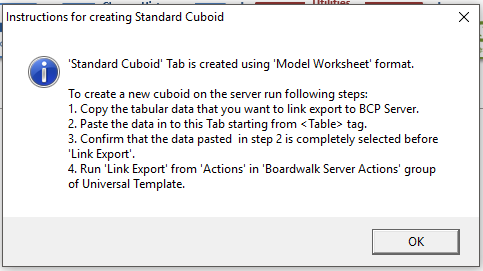 Utilities
Instructions for creating Standard Cuboid
'Standard Cuboid' Tab is created using 'Model Worksheet' format.
To create a new cuboid on the server run following steps:
1. Copy the tabular data that you want to link export to BCP Server.
2. Paste the data in to this Tab starting from <Table> tag.
3. Confirm that the data pasted  in step 2 is completely selected before
'Link Export'.
4. Run 'Link Export' from 'Actions' in 'Boardwalk Server Actions' group
of Universal Template.
OK